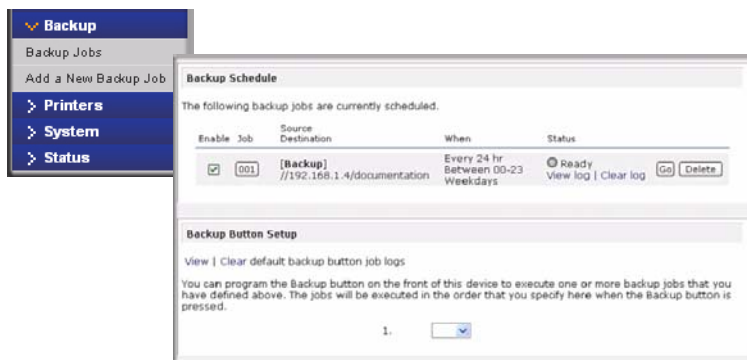 Backup
Backup Jobs
Add a New Backup Job
Printers
System
Status
Backup Schedule
The following backup jobs are currently scheduled.
Enable Job Source Destination When Status
001 [Backup] //192.168.1.4/documentation Every 24 hr Between 00-23 Weekdays Ready View log | Clear log Go Delete
Backup Button Setup
View | Clear default backup button job logs
You can program the Backup button on the front of this device to execute one or more backup jobs that you
have defined above. The jobs will be executed in the order that you specify here when the Backup button is
pressed.
1.